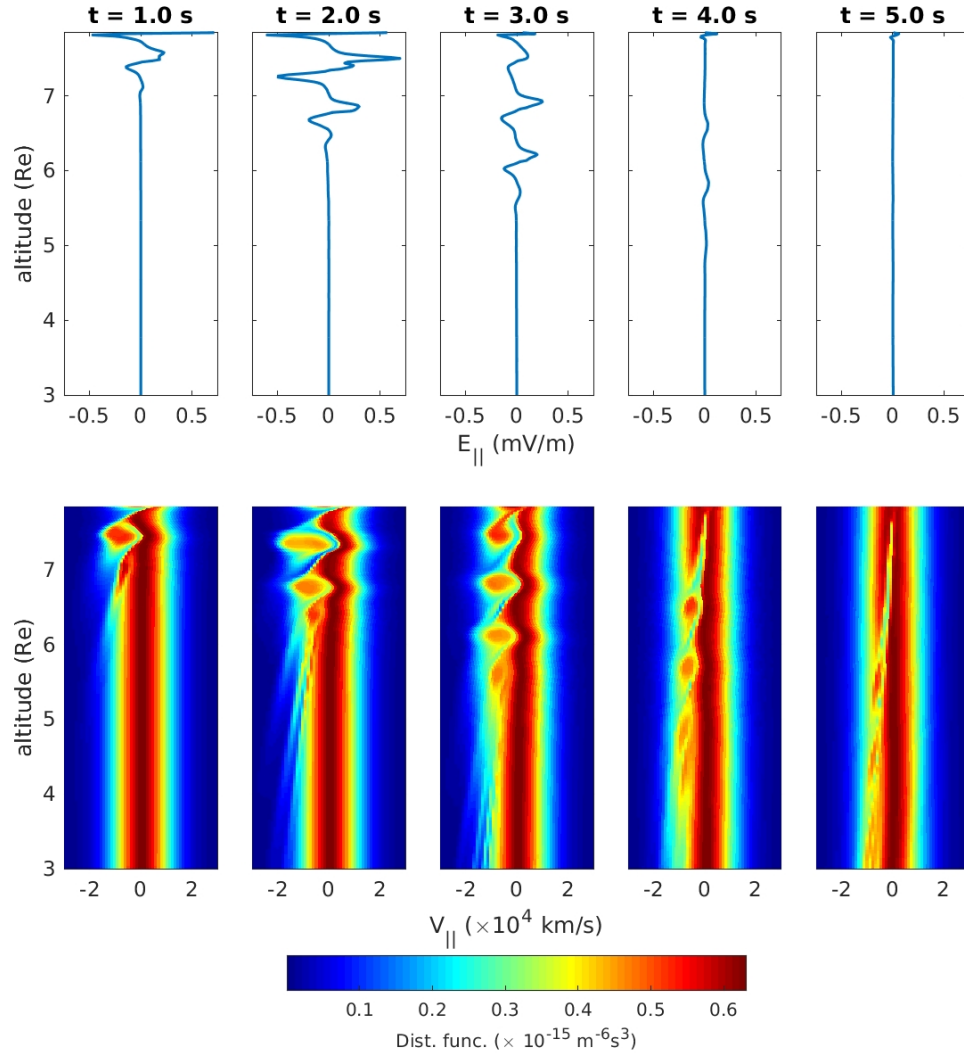 t = 1.0 s t = 2.0 s t = 3.0 s t = 4.0 s t = 5.0 s
altitude (Re)
7
6
5
4
3
-0.5 0 0.5 -0.5 0 0.5 -0.5 0 0.5 -0.5 0 0.5 -0.5 0 0.5
E|| (mV/m)
altitude (Re)
7
6
5
4
3
-2 0 2 -2 0 2 -2 0 2 -2 0 2 -2 0 2
V|| (×10^4 km/s)
0.1 0.2 0.3 0.4 0.5 0.6
Dist. func. (× 10^-15 m^-6s^3)